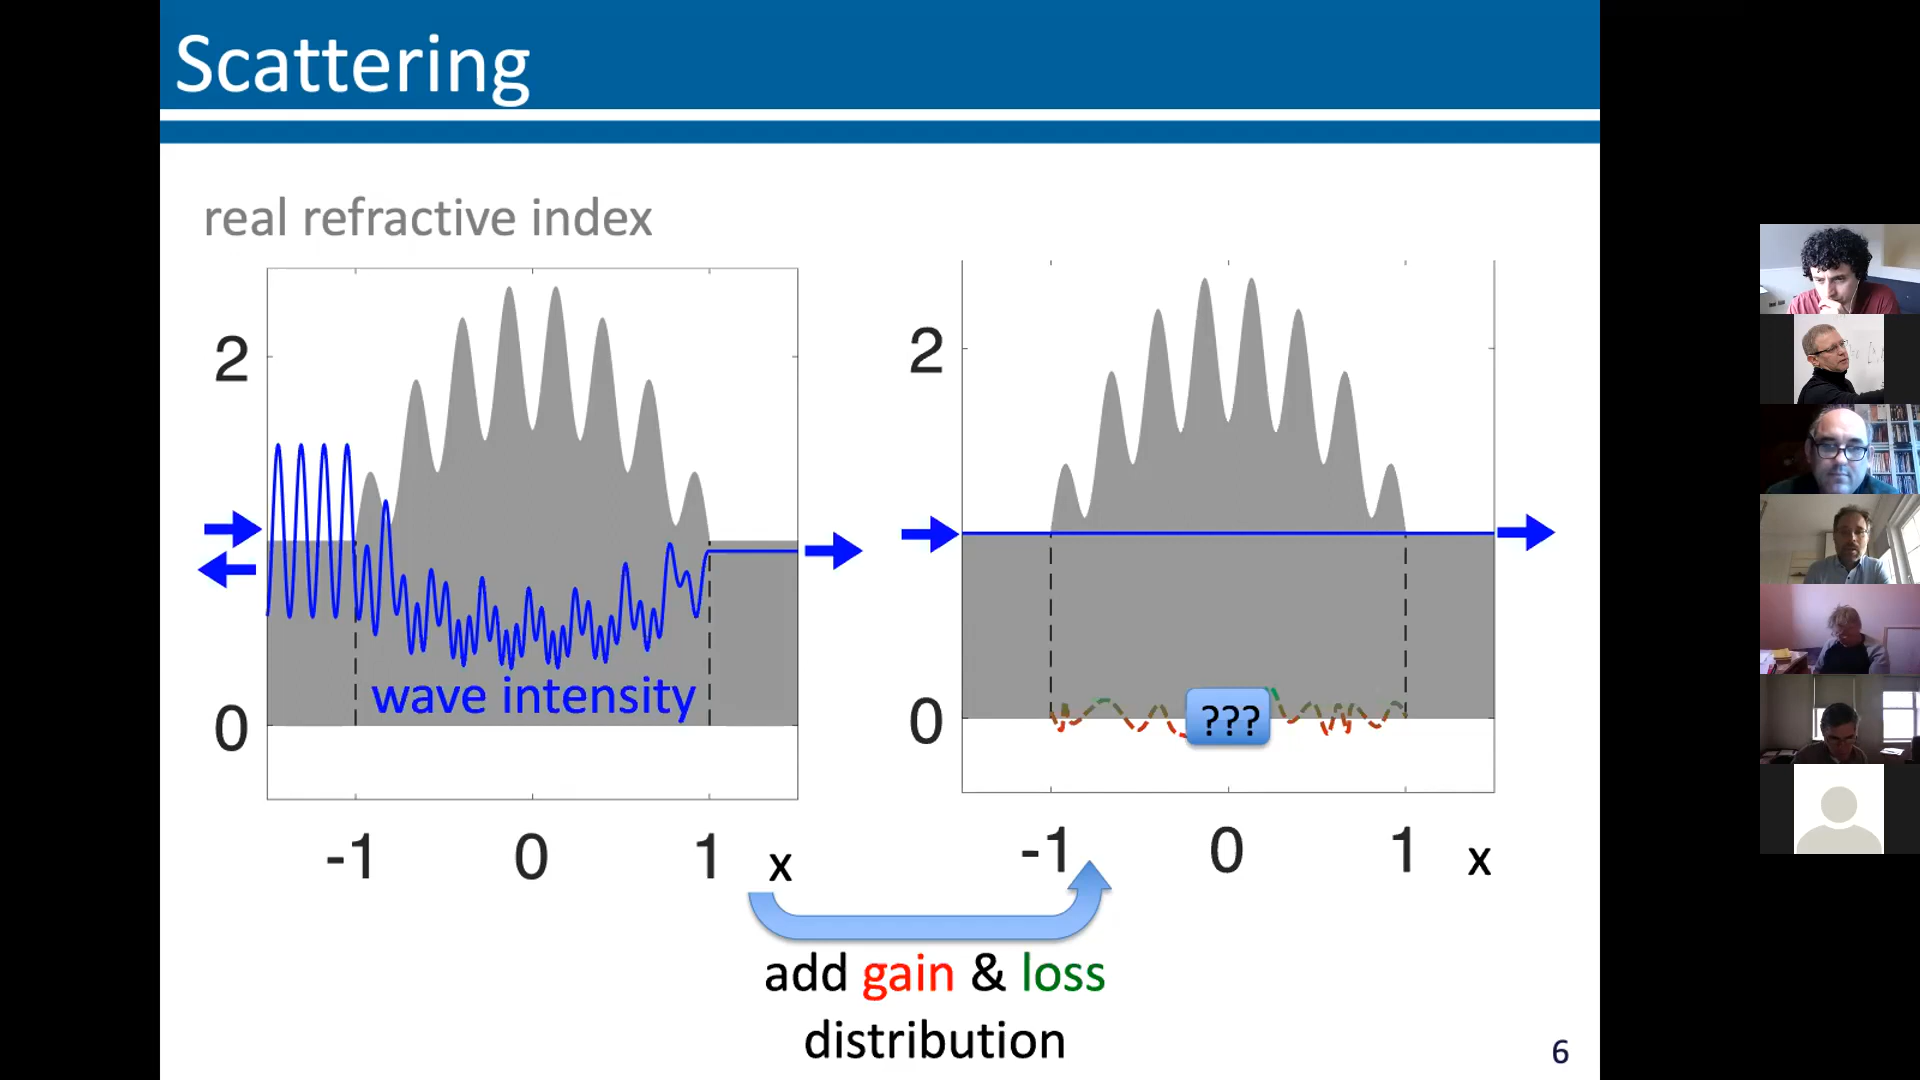 Scattering
real refractive index
2
0
wave intensity
-1 0 1 x
2
0
???
-1 0 1 x
add gain & loss
distribution
6